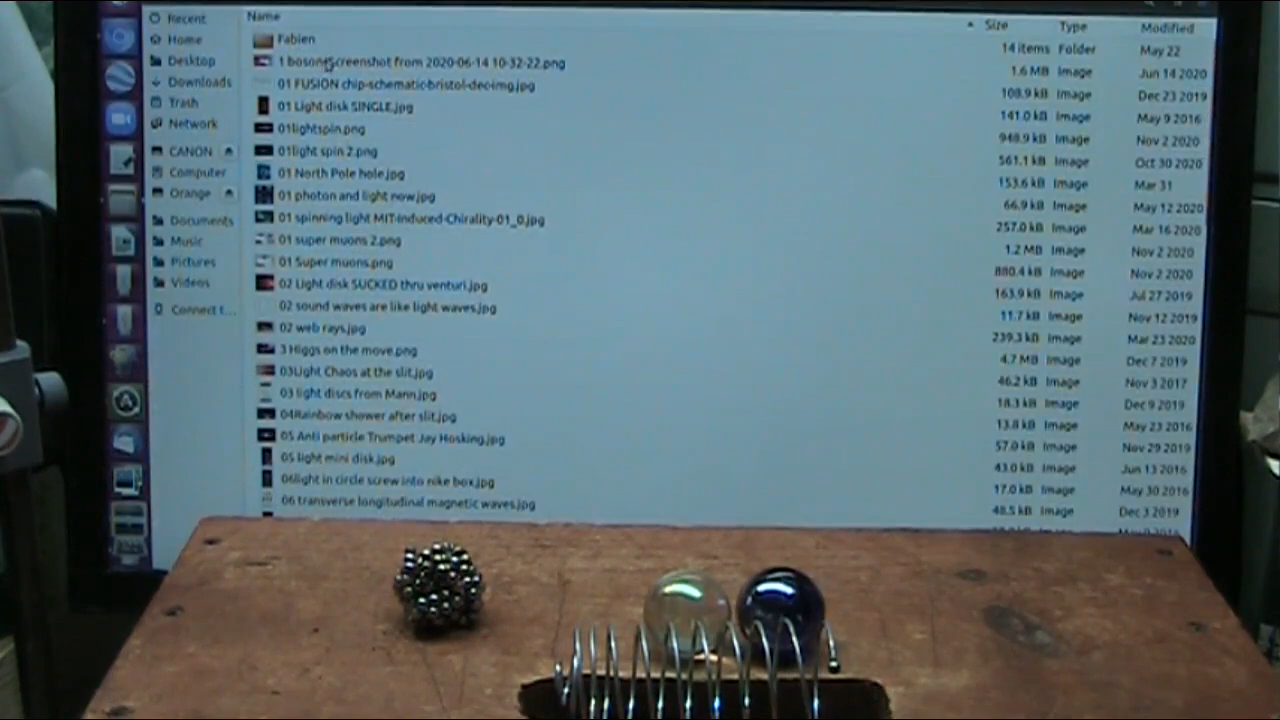 Recent
Home
Desktop
Downloads
Trash
Network
CANON
Computer
Orange
Documents
Music
Pictures
Videos
Connect t...
Name Size Type Modified
Fabien 14 items Folder May 22
1 boson Screenshot from 2020-06-14 10-32-22.png 1.6 MB Image Jun 14 2020
01 FUSION chip-schematic-bristol-deoimg.jpg 108.9 kB Image Dec 23 2019
01 Light disk SINGLE.jpg 141.0 kB Image May 9 2016
01lightspin.png 948.9 kB Image Nov 2 2020
01light spin 2.png 561.1 kB Image Oct 30 2020
01 North Pole hole.jpg 153.6 kB Image Mar 31
01 photon and light now.jpg 66.9 kB Image May 12 2020
01 spinning light MIT-Induced-Chirality-01_0.jpg 257.0 kB Image Mar 16 2020
01 super muons 2.png 1.2 MB Image Nov 2 2020
01 Super muons.png 880.4 kB Image Nov 2 2020
02 Light disk SUCKED thru venturi.jpg 163.9 kB Image Jul 27 2019
02 sound waves are like light waves.jpg 11.7 kB Image Nov 12 2019
02 web rays.jpg 239.3 kB Image Mar 23 2020
3 Higgs on the move.png 4.7 MB Image Dec 7 2019
03Light Chaos at the slit.jpg 46.2 kB Image Nov 3 2017
03 light discs from Mann.jpg 18.3 kB Image Dec 9 2019
04Rainbow shower after slit.jpg 13.8 kB Image May 23 2016
05 Anti particle Trumpet Jay Hosking.jpg 57.0 kB Image Nov 29 2019
05 light mini disk.jpg 43.0 kB Image Jun 13 2016
06light in circle screw into nike box.jpg 17.0 kB Image May 30 2016
06 transverse longitudinal magnetic waves.jpg 48.5 kB Image Dec 3 2019